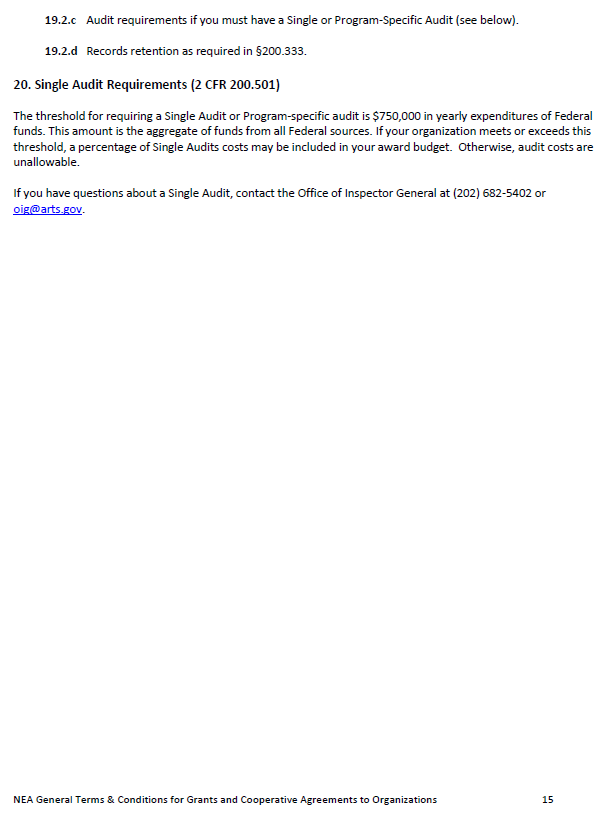 19.2.c Audit requirements if you must have a Single or Program-Specific Audit (see below).
19.2.d Records retention as required in §200.333.
20. Single Audit Requirements (2 CFR 200.501)
The threshold for requiring a Single Audit or Program-specific audit is $750,000 in yearly expenditures of Federal
funds. This amount is the aggregate of funds from all Federal sources. If your organization meets or exceeds this
threshold, a percentage of Single Audits costs may be included in your award budget.  Otherwise, audit costs are
unallowable.
If you have questions about a Single Audit, contact the Office of Inspector General at (202) 682-5402 or
oig@arts.gov.
NEA General Terms & Conditions for Grants and Cooperative Agreements to Organizations 15